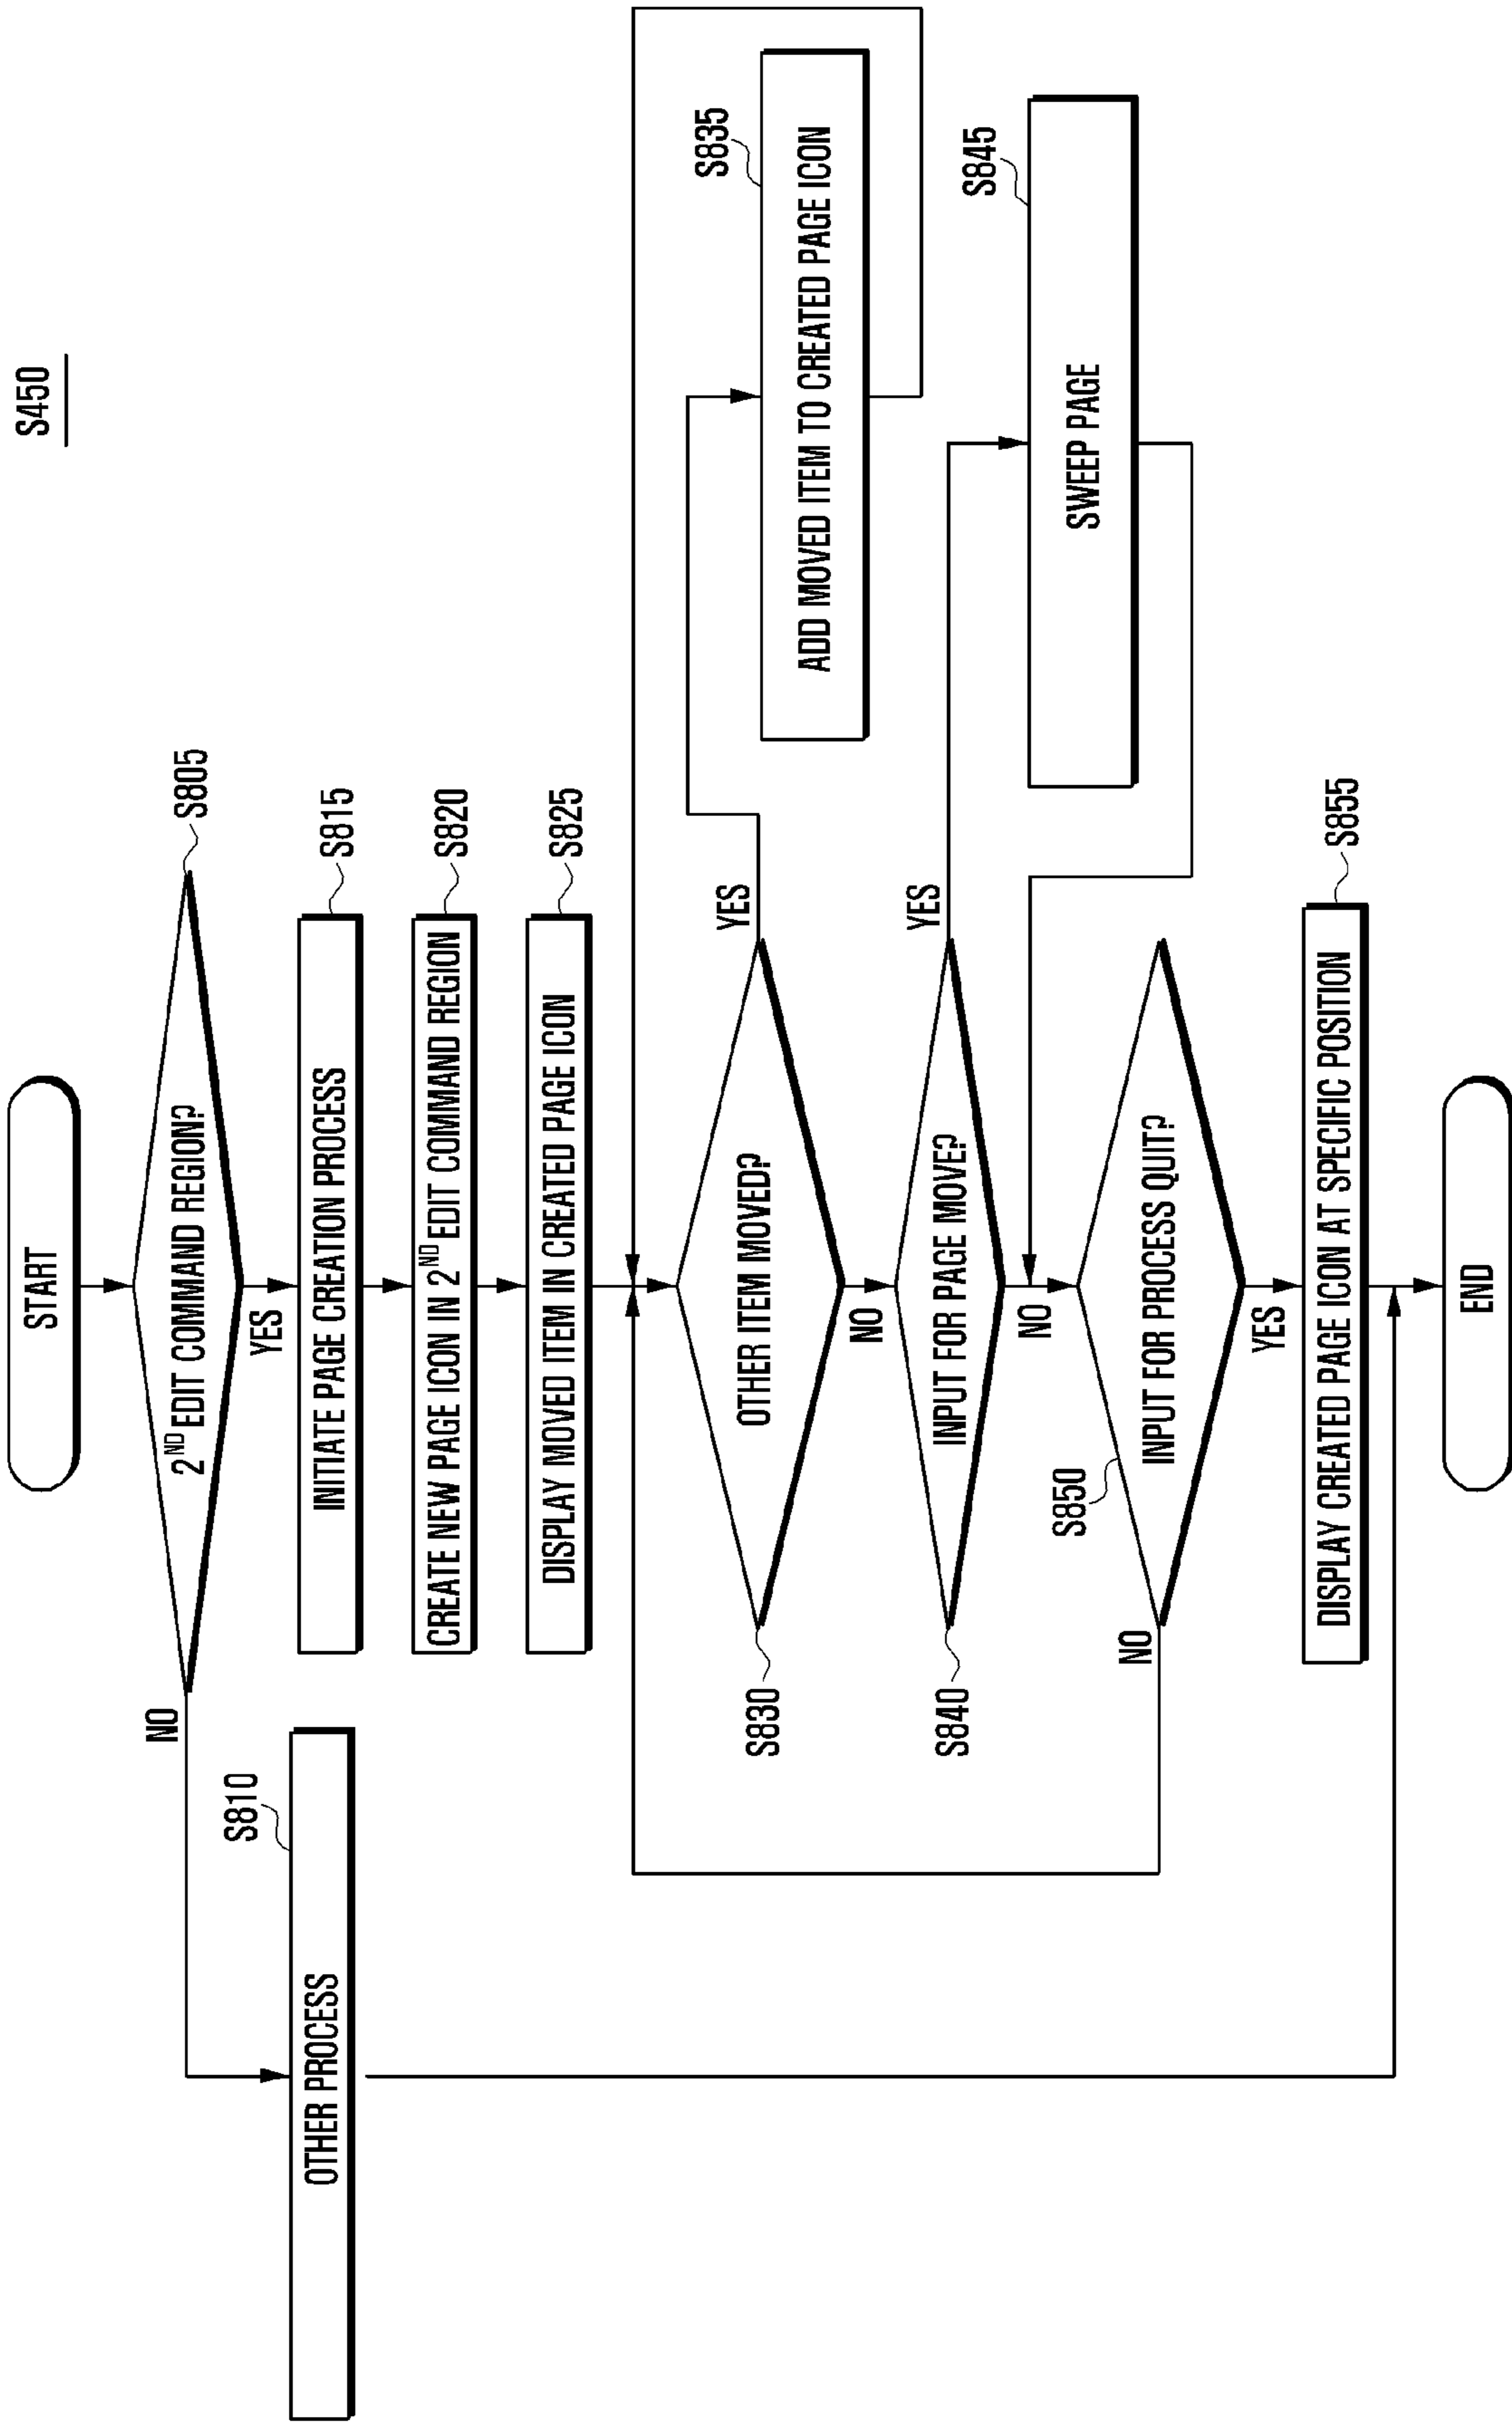 S450
START
2ND EDIT COMMAND REGION?
S805
NO
YES
S810
OTHER PROCESS
INITIATE PAGE CREATION PROCESS
S815
CREATE NEW PAGE ICON IN 2ND EDIT COMMAND REGION
S820
DISPLAY MOVED ITEM IN CREATED PAGE ICON
S825
S830
OTHER ITEM MOVED?
YES
NO
S835
ADD MOVED ITEM TO CREATED PAGE ICON
S840
INPUT FOR PAGE MOVE?
YES
NO
S845
SWEEP PAGE
S850
INPUT FOR PROCESS QUIT?
NO
YES
DISPLAY CREATED PAGE ICON AT SPECIFIC POSITION
S855
END